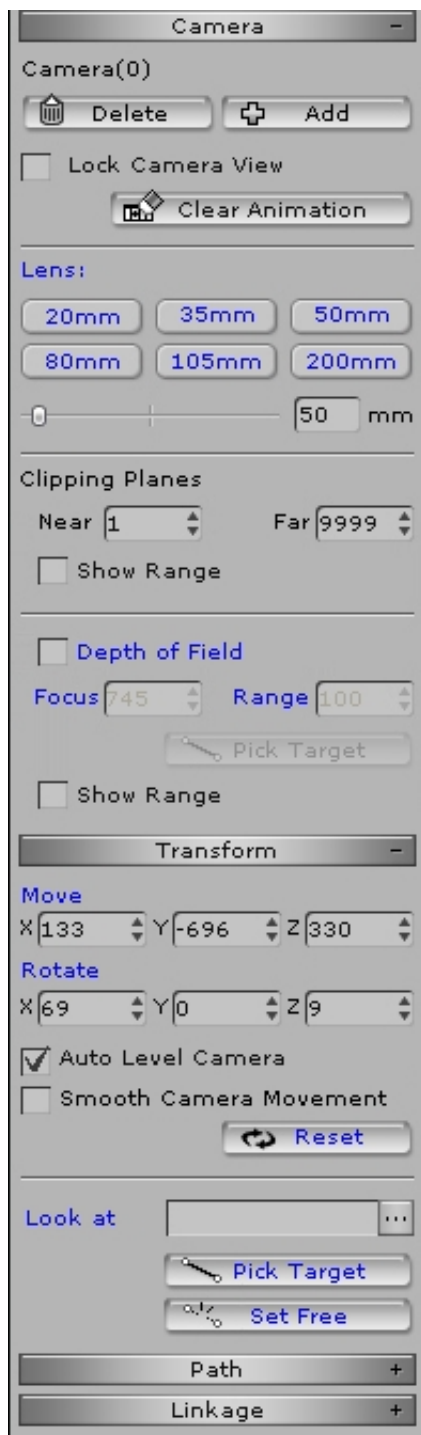 Camera -
Camera(0)
Delete Add
Lock Camera View
Clear Animation
Lens:
20mm 35mm 50mm
80mm 105mm 200mm
50 mm
Clipping Planes
Near 1 Far 9999
Show Range
Depth of Field
Focus 745 Range 100
Pick Target
Show Range
Transform -
Move
X 133 Y -696 Z 330
Rotate
X 69 Y 0 Z 9
Auto Level Camera
Smooth Camera Movement
Reset
Look at ...
Pick Target
Set Free
Path +
Linkage +